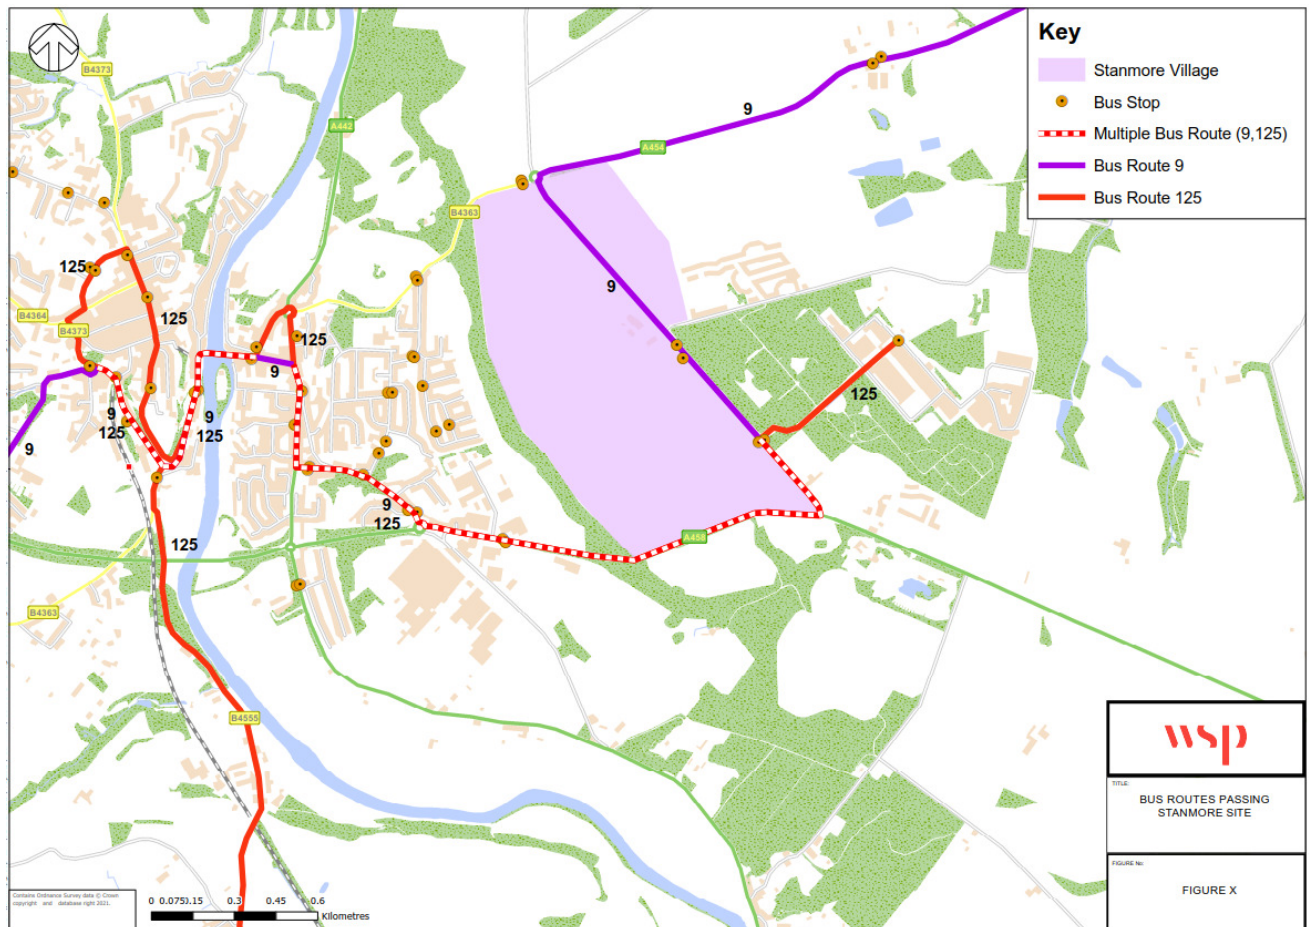 Key
Stanmore Village
Bus Stop
Multiple Bus Route (9,125)
Bus Route 9
Bus Route 125
B4373
A442
9
A454
B4363
125
B4364
B4373
125
125
9
9
9
125
9
125
9
125
9
125
A458
125
B4363
B4555
wsp
TITLE:
BUS ROUTES PASSING
STANMORE SITE
FIGURE No:
FIGURE X
Contains Ordnance Survey data © Crown
copyright and database right 2021.
0 0.075 0.15 0.3 0.45 0.6
Kilometres